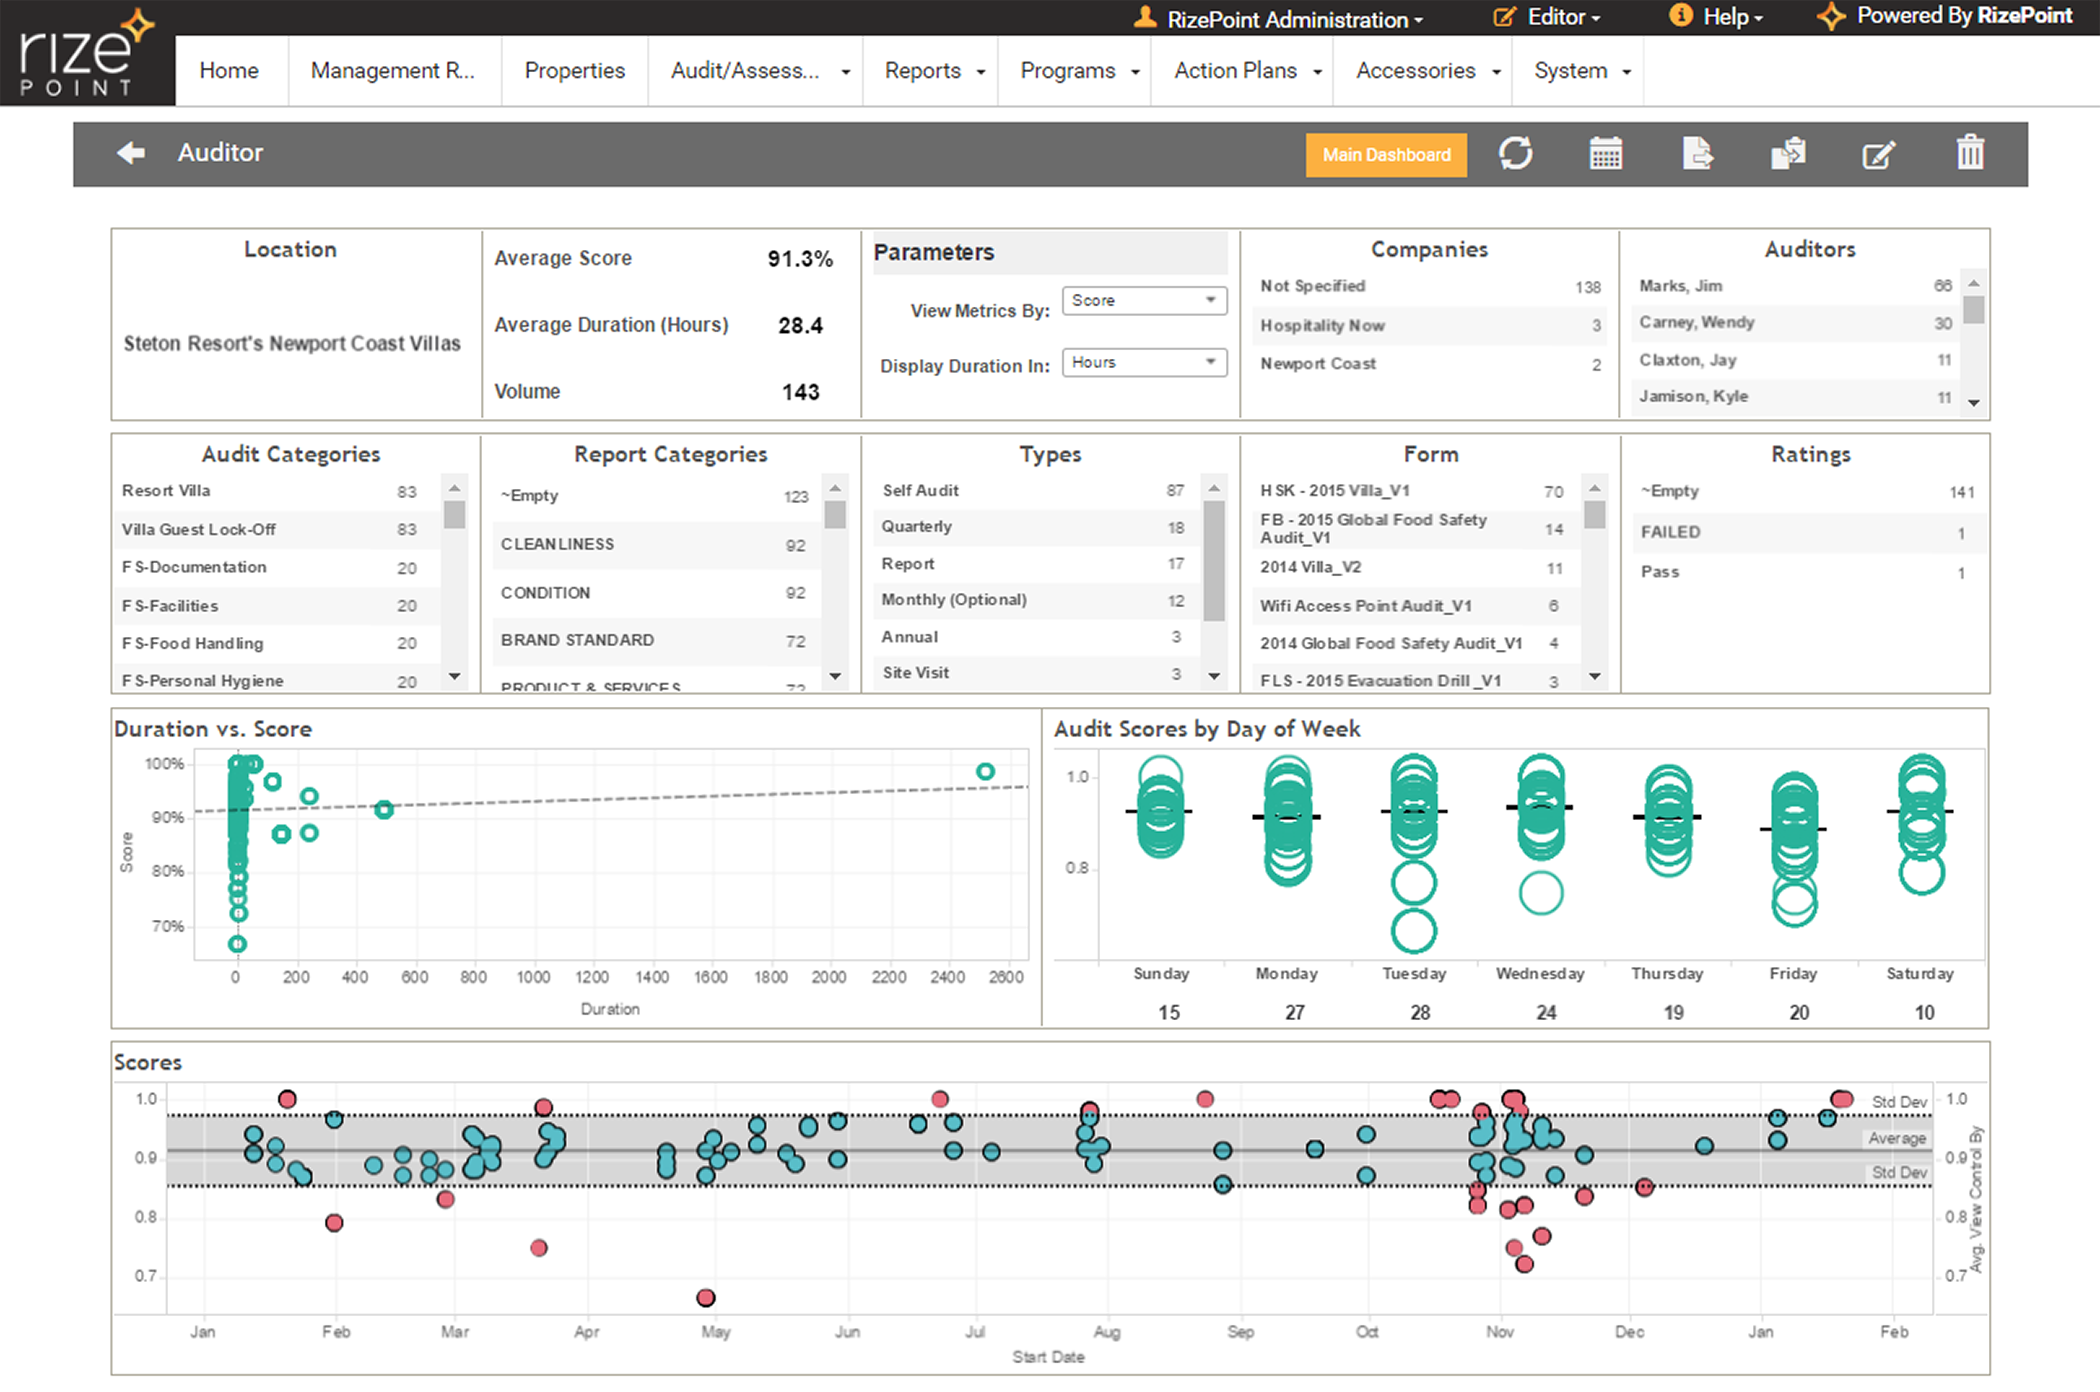 rize
POINT
RizePoint Administration
Editor
Help
Powered By RizePoint
Home
Management R...
Properties
Audit/Assess...
Reports
Programs
Action Plans
Accessories
System
Auditor
Main Dashboard
Location
Steton Resort's Newport Coast Villas
Average Score 91.3%
Average Duration (Hours) 28.4
Volume 143
Parameters
View Metrics By: Score
Display Duration In: Hours
Companies
Not Specified 138
Hospitality Now 3
Newport Coast 2
Auditors
Marks, Jim 66
Carney, Wendy 30
Claxton, Jay 11
Jamison, Kyle 11
Audit Categories
Resort Villa 83
Villa Guest Lock-Off 83
FS-Documentation 20
FS-Facilities 20
FS-Food Handling 20
FS-Personal Hygiene 20
Report Categories
~Empty 123
CLEANLINESS 92
CONDITION 92
BRAND STANDARD 72
PRODUCT & SERVICES 72
Types
Self Audit 87
Quarterly 18
Report 17
Monthly (Optional) 12
Annual 3
Site Visit 3
Form
HSK - 2015 Villa_V1 70
FB - 2015 Global Food Safety
Audit_V1 14
2014 Villa_V2 11
Wifi Access Point Audit_V1 6
2014 Global Food Safety Audit_V1 4
FLS - 2015 Evacuation Drill_V1 3
Ratings
~Empty 141
FAILED 1
Pass 1
Duration vs. Score
100%
90%
80%
70%
Score
0 200 400 600 800 1000 1200 1400 1600 1800 2000 2200 2400 2600
Duration
Audit Scores by Day of Week
1.0
0.8
Sunday Monday Tuesday Wednesday Thursday Friday Saturday
15 27 28 24 19 20 10
Scores
1.0
0.9
0.8
0.7
Std Dev
Average
Std Dev
1.0
0.9
0.8
0.7
Avg. View Control By
Jan Feb Mar Apr May Jun Jul Aug Sep Oct Nov Dec Jan Feb
Start Date